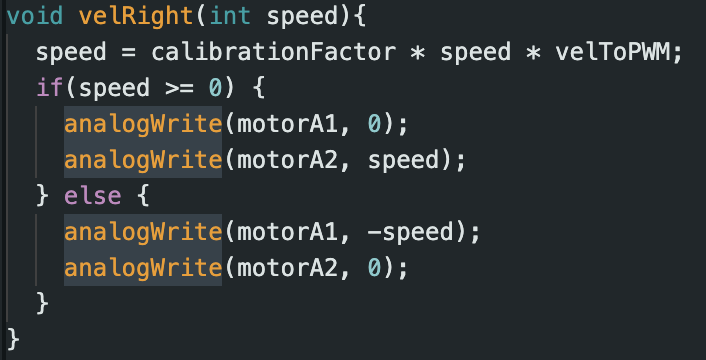 void velRight(int speed){
  speed = calibrationFactor * speed * velToPWM;
  if(speed >= 0) {
    analogWrite(motorA1, 0);
    analogWrite(motorA2, speed);
  } else {
    analogWrite(motorA1, -speed);
    analogWrite(motorA2, 0);
  }
}